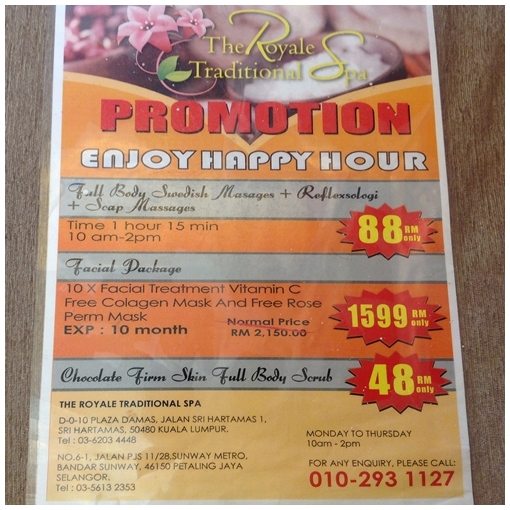 The Royale
Traditional Spa
PROMOTION
ENJOY HAPPY HOUR
Full Body Swedish Masages + Reflexsologi
+ Soap Massages
Time 1 hour 15 min
10 am-2pm
88 RM only
Facial Package
10 X Facial Treatment Vitamin C
Free Colagen Mask And Free Rose
Perm Mask
EXP : 10 month
Normal Price
RM 2,150.00
1599 RM only
Chocolate Firm Skin Full Body Scrub
48 RM only
THE ROYALE TRADITIONAL SPA
D-0-10 PLAZA DAMAS, JALAN SRI HARTAMAS 1,
SRI HARTAMAS, 50480 KUALA LUMPUR.
Tel : 03-6203 4448
NO.6-1, JALAN PJS 11/28,SUNWAY METRO,
BANDAR SUNWAY, 46150 PETALING JAYA
SELANGOR.
Tel : 03-5613 2353
MONDAY TO THURSDAY
10am - 2pm
FOR ANY ENQUIRY, PLEASE CALL:
010-293 1127